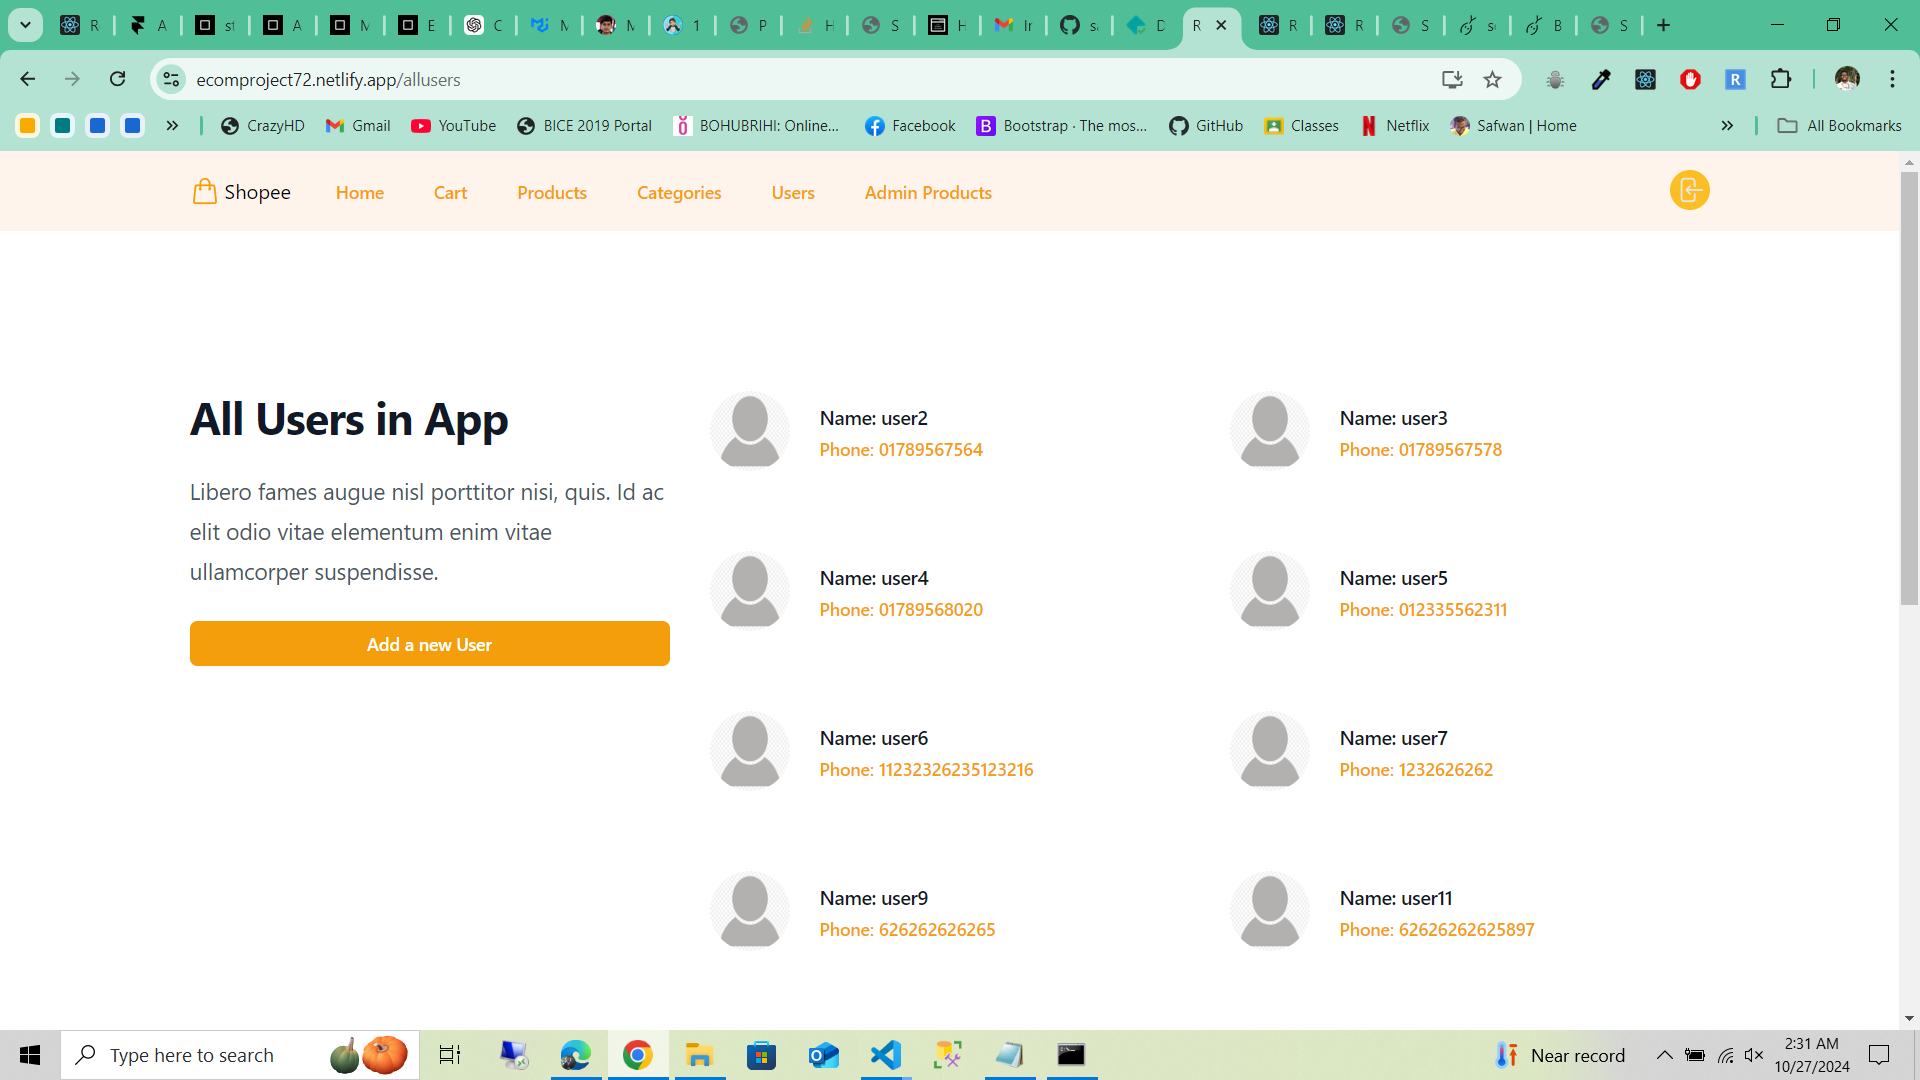 R
A
st
A
M
E
C
M
M
1
P
H
S
H
In
sa
D
R
R
R
S
se
B
S
ecomproject72.netlify.app/allusers
R
CrazyHD
Gmail
YouTube
BICE 2019 Portal
BOHUBRIHI: Online...
Facebook
B
Bootstrap · The mos...
GitHub
Classes
Netflix
Safwan | Home
All Bookmarks
Shopee
Home
Cart
Products
Categories
Users
Admin Products
All Users in App
Libero fames augue nisl porttitor nisi, quis. Id ac
elit odio vitae elementum enim vitae
ullamcorper suspendisse.
Add a new User
Name: user2
Phone: 01789567564
Name: user3
Phone: 01789567578
Name: user4
Phone: 01789568020
Name: user5
Phone: 012335562311
Name: user6
Phone: 11232326235123216
Name: user7
Phone: 1232626262
Name: user9
Phone: 626262626265
Name: user11
Phone: 62626262625897
Type here to search
Near record
2:31 AM
10/27/2024